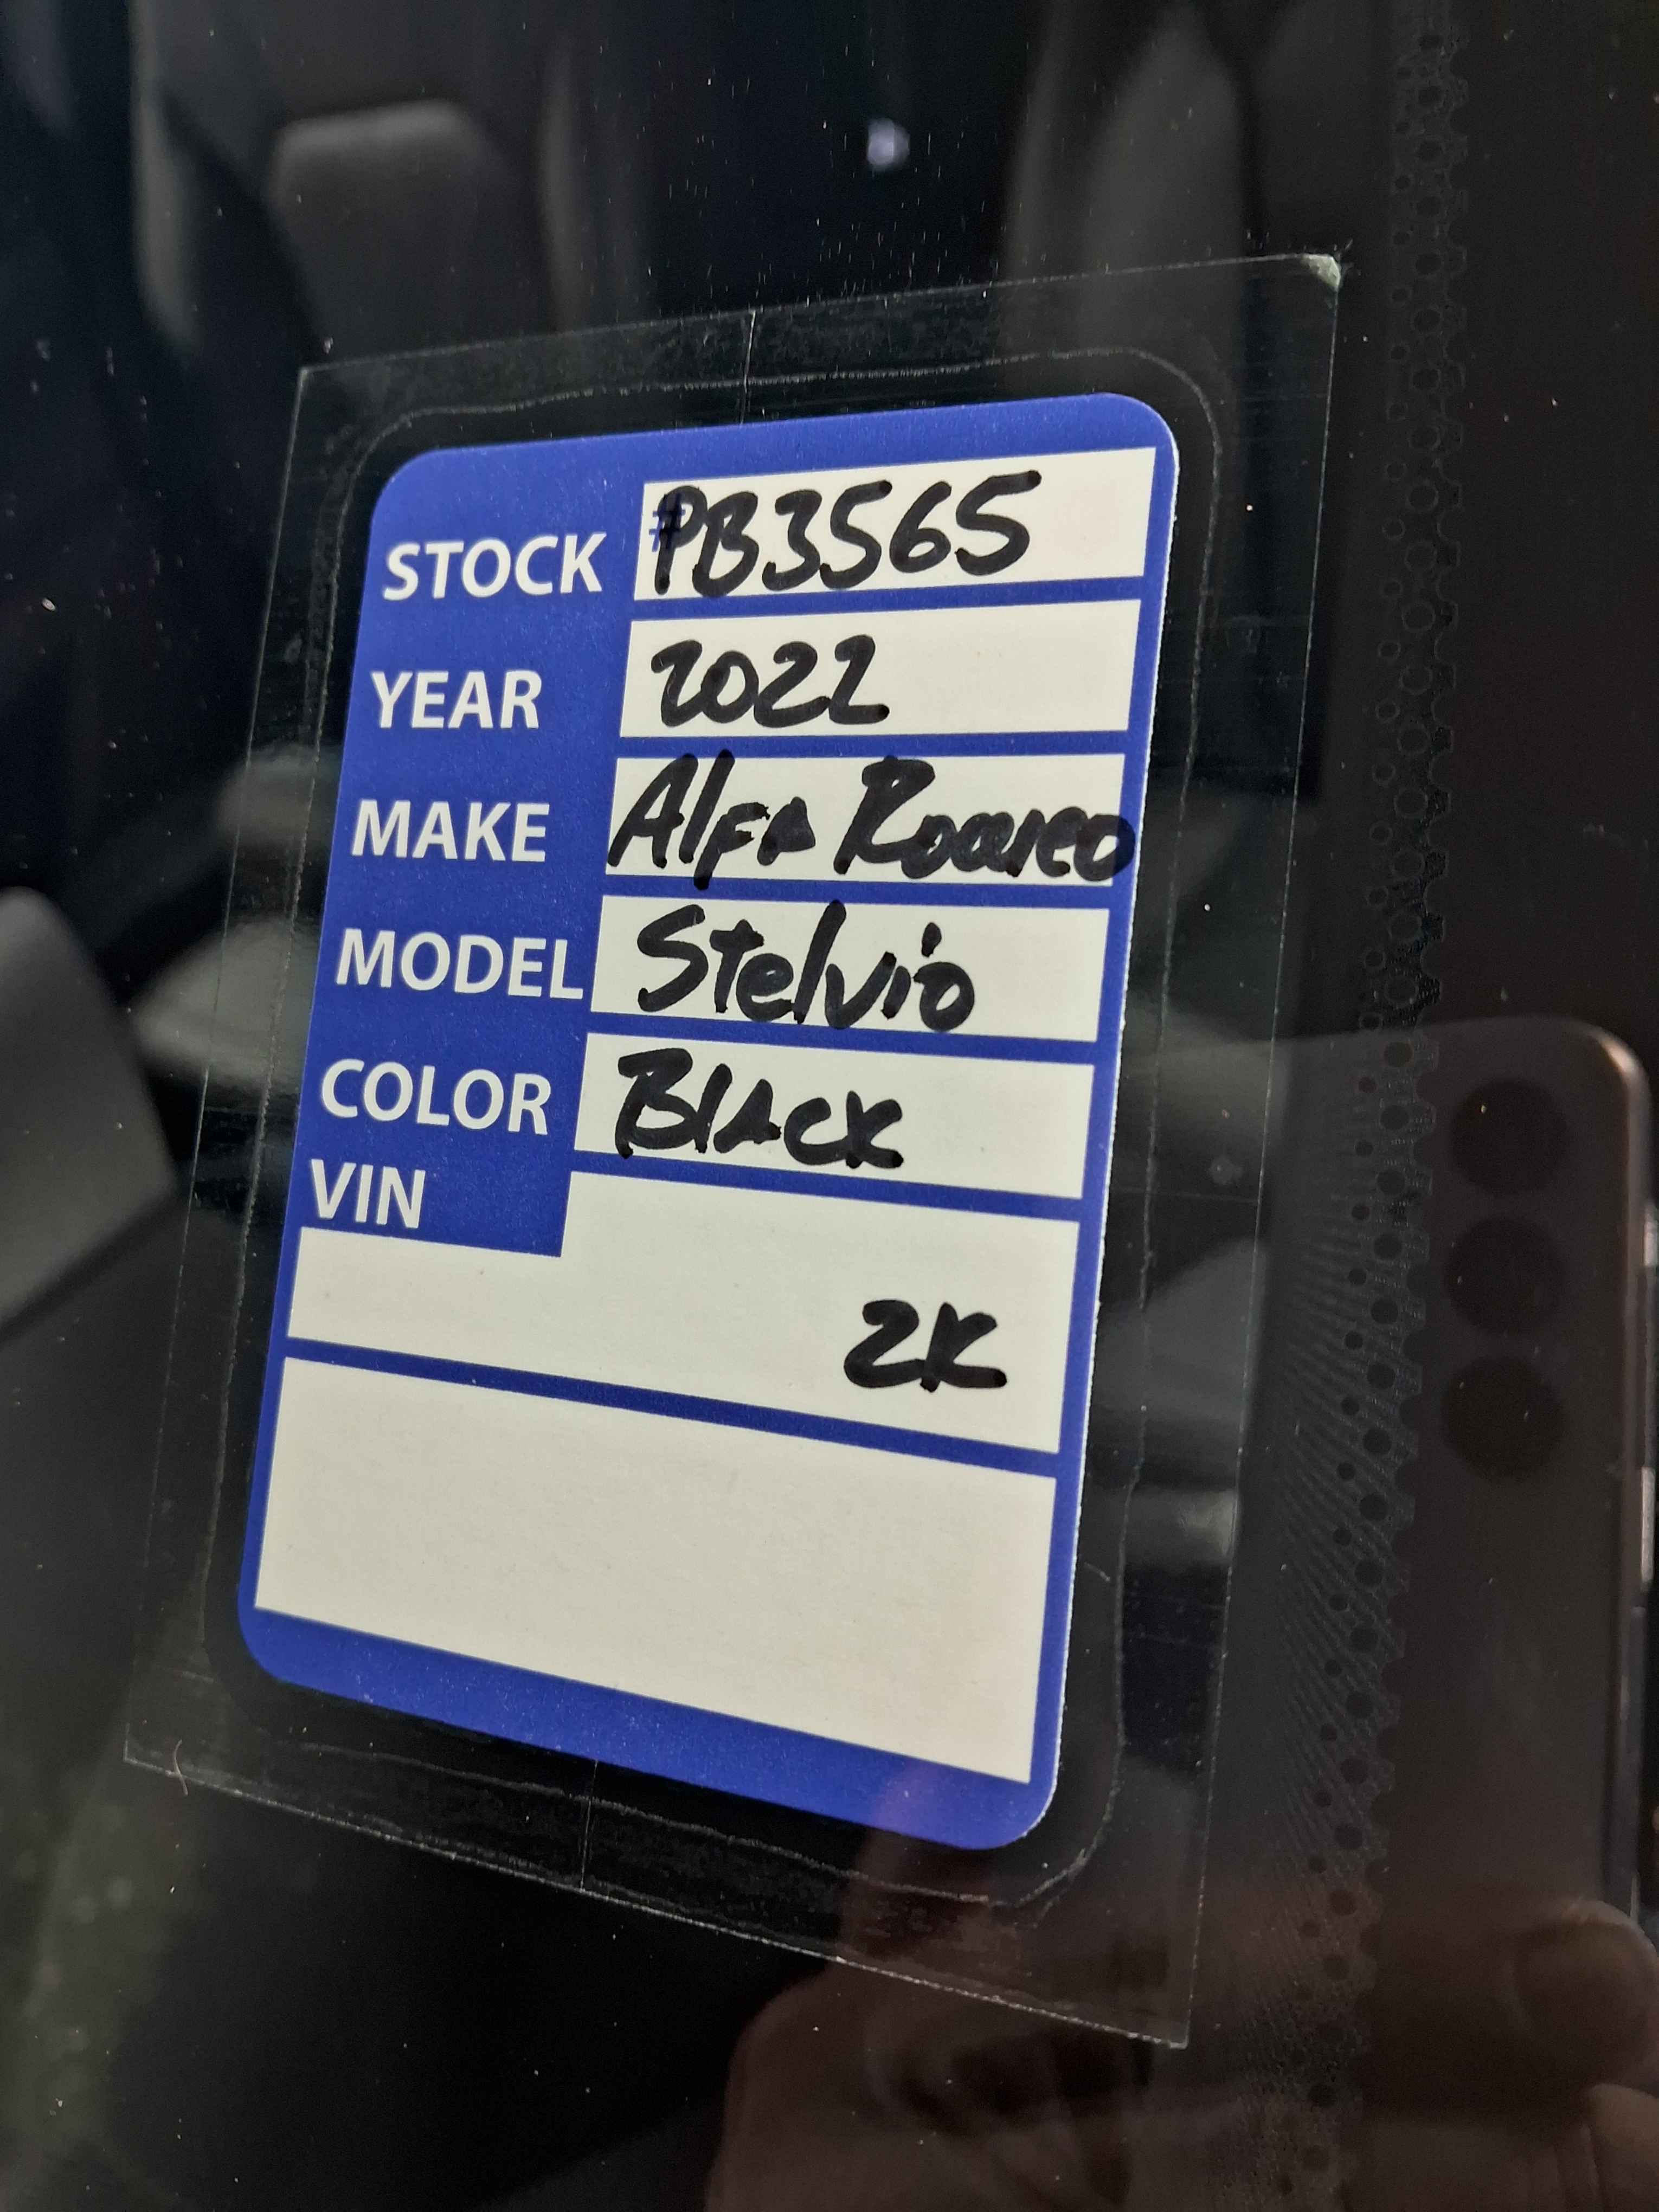 STOCK #PB3565
YEAR 2022
MAKE Alfa Romeo
MODEL Stelvio
COLOR Black
VIN
2K